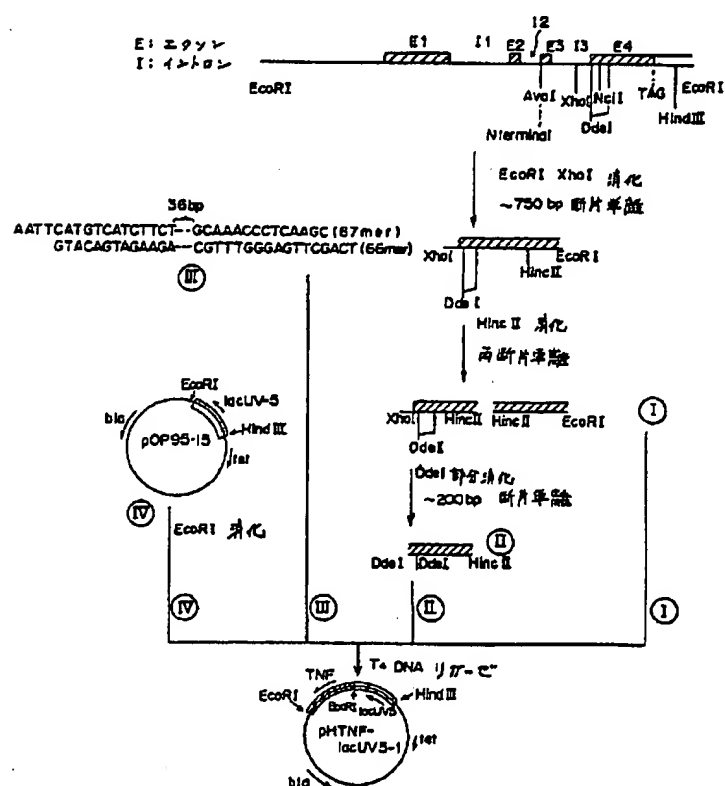 E: エクソン
I: イントロン
E1 I1 E2 I2 E3 I3 E4
EcoRI AvaI XhoI NciI TAG EcoRI
DdeI HindIII
Nterminal
EcoRI XhoI 消化
~750 bp 断片単離
36bp
AATTCATGTCATCTTCT--GCAAACCCTCAAGC (67mer)
GTACAGTAGAAGA---CGTTTGGGAGTTCGACT (66mer)
III
XhoI HincII EcoRI
DdeI
HincII 消化
両断片単離
EcoRI
lacUV-5
bla
HindIII
pOP95-15
tet
XhoI HincII HincII EcoRI
I
DdeI
DdeI 部分消化
~200bp 断片単離
IV
EcoRI 消化
II
DdeI DdeI HincII
IV III II I
T4 DNA リガーゼ
TNF
EcoRI EcoRI lacUV5 HindIII
pHTNF-
lacUV5-1
tet
bla